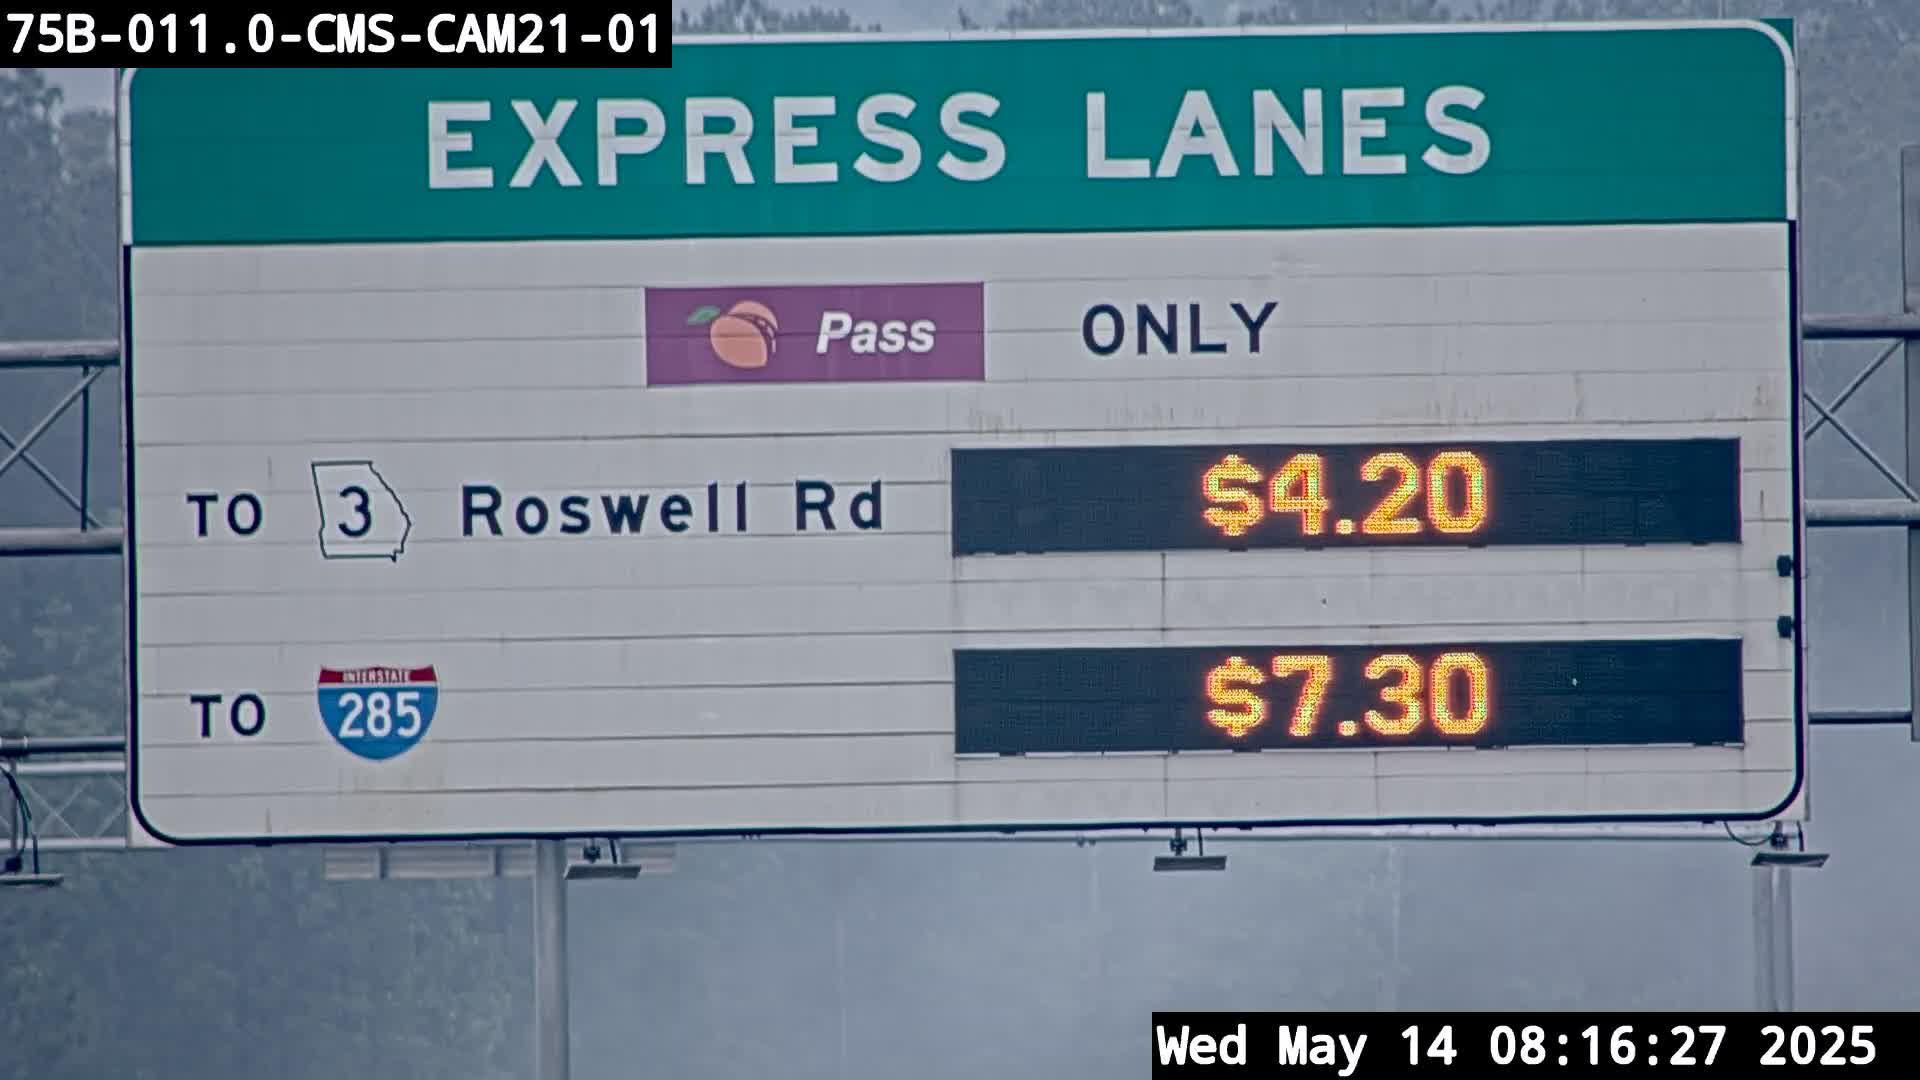 75B-011.0-CMS-CAM21-01
EXPRESS LANES
Pass ONLY
TO 3 Roswell Rd $4.20
TO INTERSTATE 285 $7.30
Wed May 14 08:16:27 2025